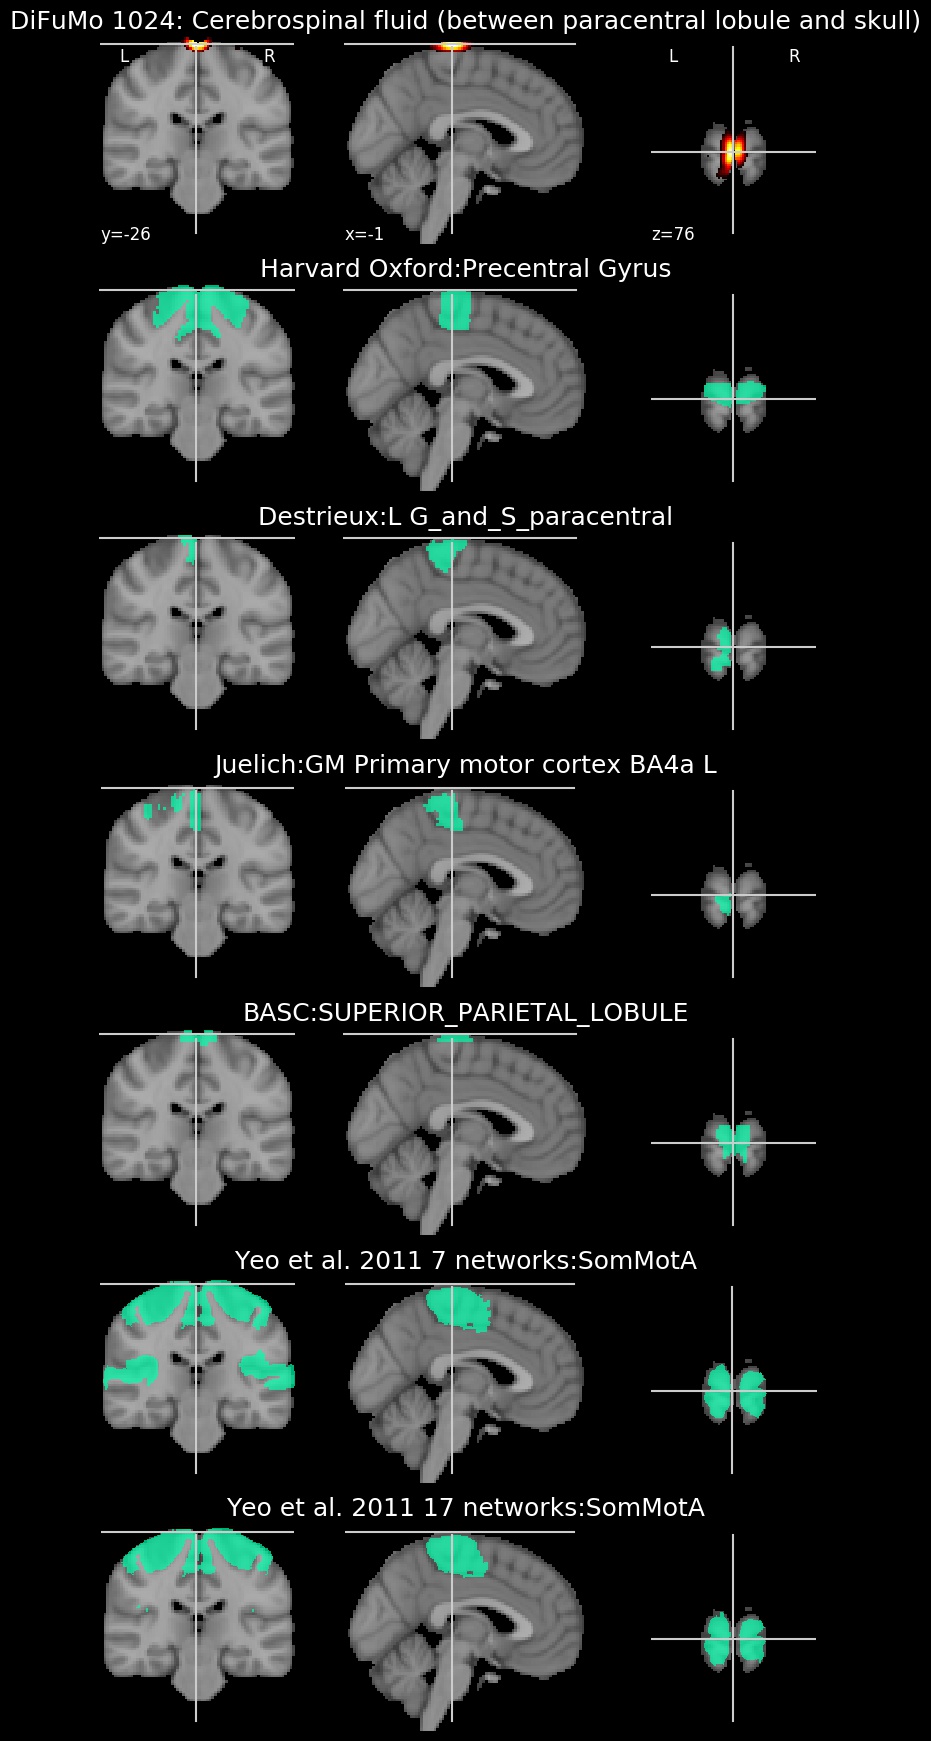 DiFuMo 1024: Cerebrospinal fluid (between paracentral lobule and skull)
L R L R
y=-26 x=-1 z=76
Harvard Oxford:Precentral Gyrus
Destrieux:L G_and_S_paracentral
Juelich:GM Primary motor cortex BA4a L
BASC:SUPERIOR_PARIETAL_LOBULE
Yeo et al. 2011 7 networks:SomMotA
Yeo et al. 2011 17 networks:SomMotA